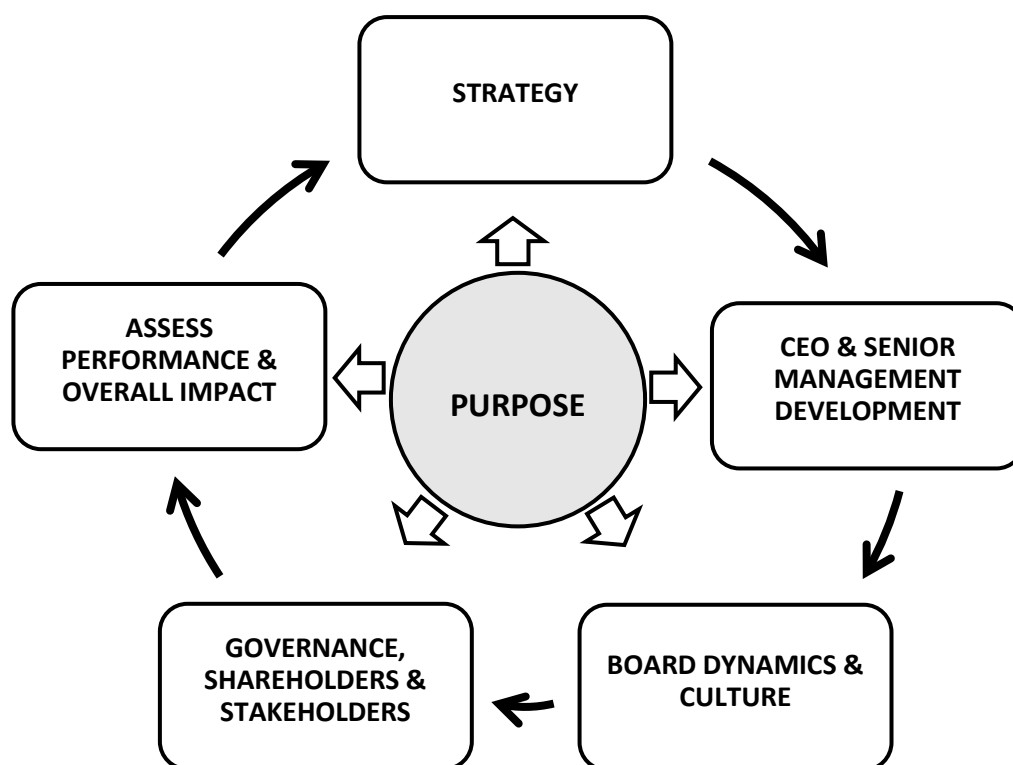 STRATEGY
CEO & SENIOR
MANAGEMENT
DEVELOPMENT
BOARD DYNAMICS &
CULTURE
GOVERNANCE,
SHAREHOLDERS &
STAKEHOLDERS
ASSESS
PERFORMANCE &
OVERALL IMPACT
PURPOSE